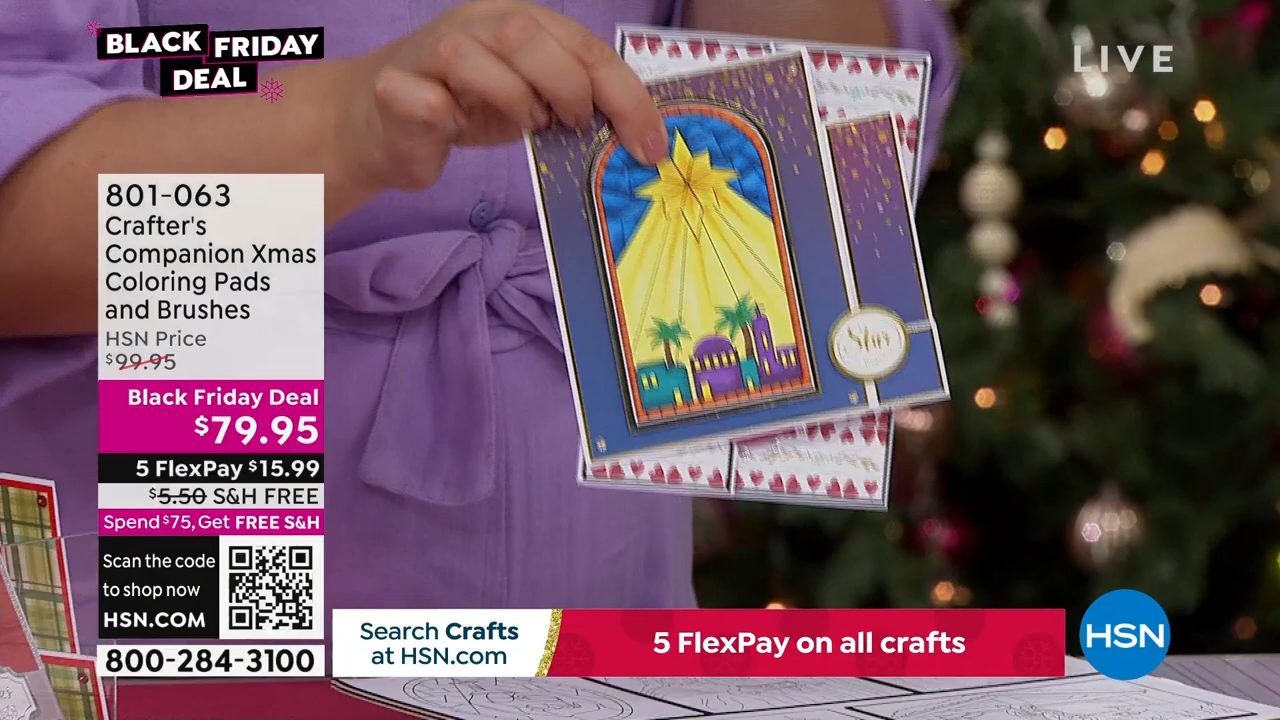 BLACK FRIDAY
DEAL
LIVE
801-063
Crafter's
Companion Xmas
Coloring Pads
and Brushes
HSN Price
$99.95
Black Friday Deal
$79.95
5 FlexPay $15.99
$5.50 S&H FREE
Spend $75, Get FREE S&H
Scan the code
to shop now
HSN.COM
800-284-3100
Search Crafts
at HSN.com
5 FlexPay on all crafts
HSN
Star